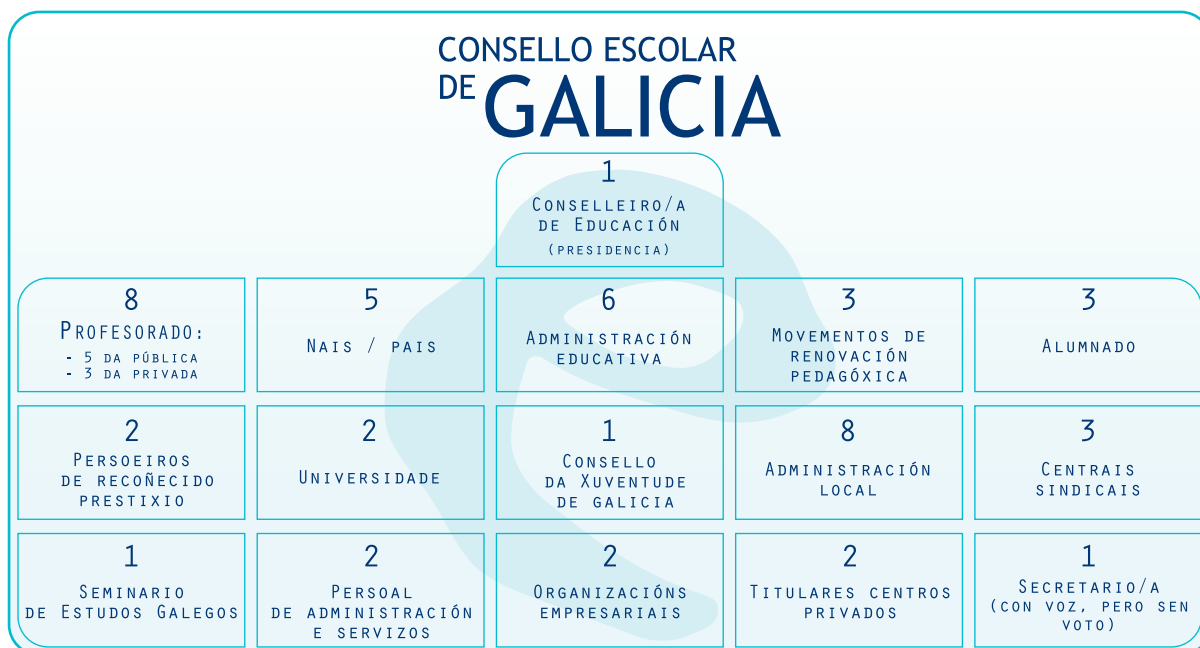 CONSELLO ESCOLAR
DE GALICIA
1
CONSELLEIRO/A
DE EDUCACIÓN
(PRESIDENCIA)
8
PROFESORADO:
- 5 DA PÚBLICA
- 3 DA PRIVADA
5
NAIS / PAIS
6
ADMINISTRACIÓN
EDUCATIVA
3
MOVEMENTOS DE
RENOVACIÓN
PEDAGÓXICA
3
ALUMNADO
2
PERSOEIROS
DE RECOÑECIDO
PRESTIXIO
2
UNIVERSIDADE
1
CONSELLO
DA XUVENTUDE
DE GALICIA
8
ADMINISTRACIÓN
LOCAL
3
CENTRAIS
SINDICAIS
1
SEMINARIO
DE ESTUDOS GALEGOS
2
PERSOAL
DE ADMINISTRACIÓN
E SERVIZOS
2
ORGANIZACIÓNS
EMPRESARIAIS
2
TITULARES CENTROS
PRIVADOS
1
SECRETARIO/A
(CON VOZ, PERO SEN
VOTO)